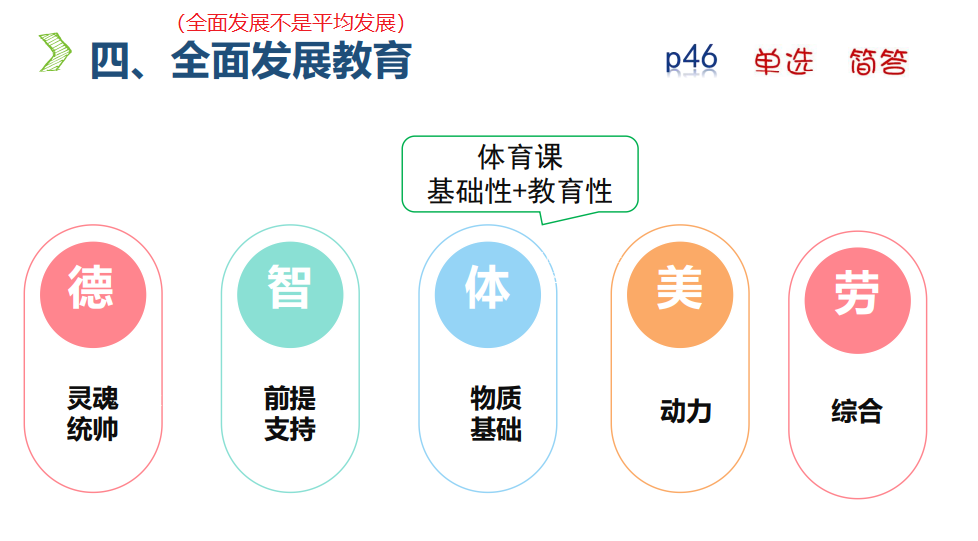 （全面发展不是平均发展）
四、全面发展教育
p46 单选 简答
体育课
基础性+教育性
德
灵魂
统帅
智
前提
支持
体
物质
基础
美
动力
劳
综合